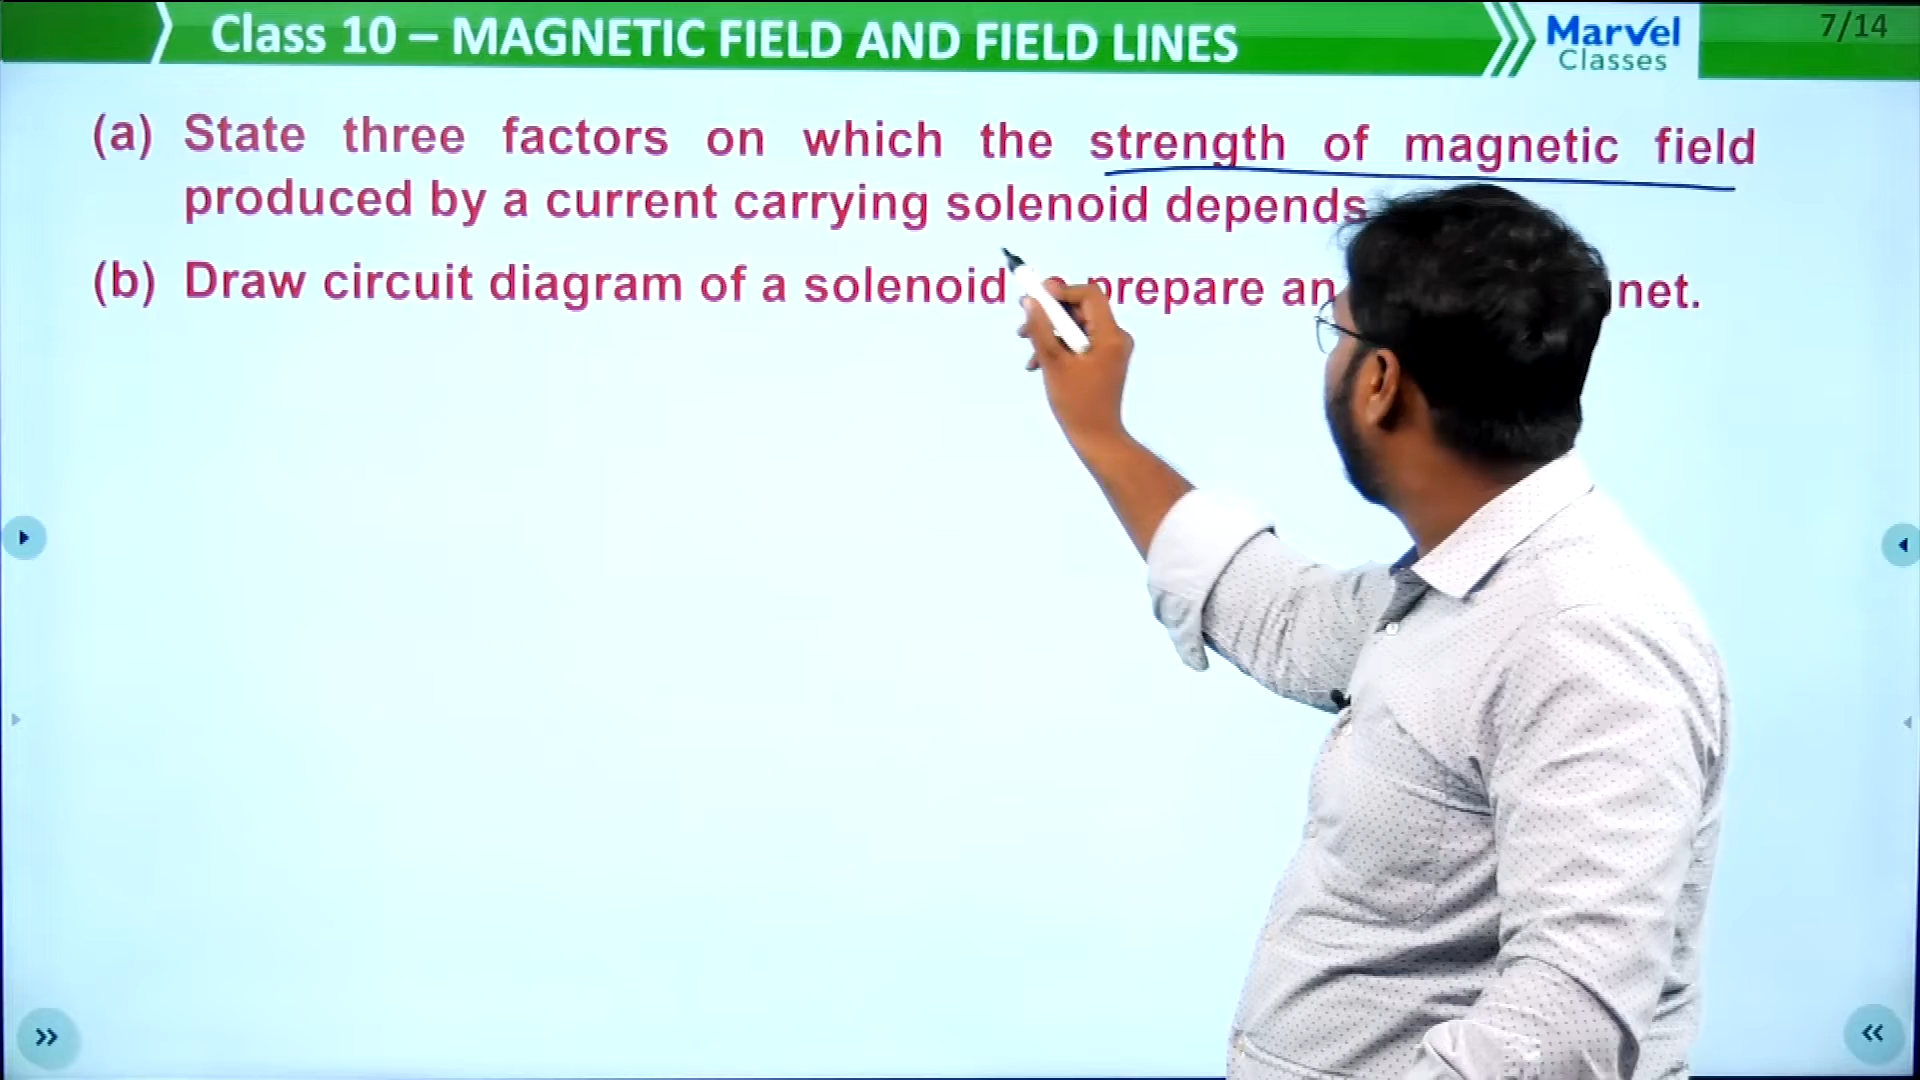 Class 10 – MAGNETIC FIELD AND FIELD LINES
Marvel
Classes
7/14
(a) State three factors on which the strength of magnetic field
produced by a current carrying solenoid depends
(b) Draw circuit diagram of a solenoid prepare an